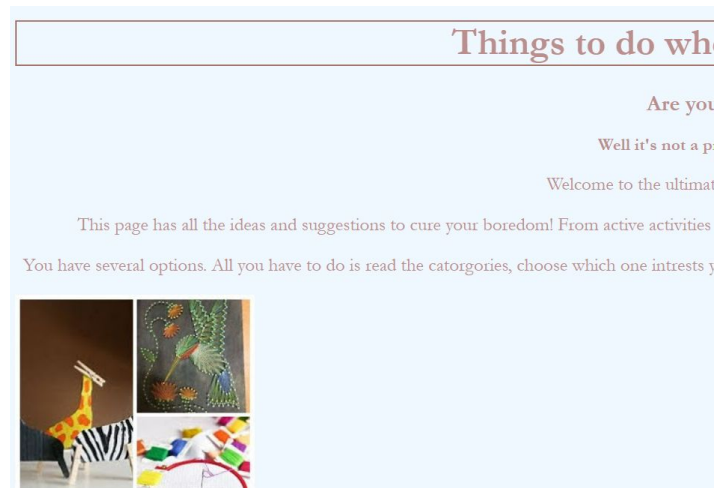 Things to do wh
Are you
Well it's not a p
Welcome to the ultimat
This page has all the ideas and suggestions to cure your boredom! From active activities
You have several options. All you have to do is read the catorgories, choose which one intrests y